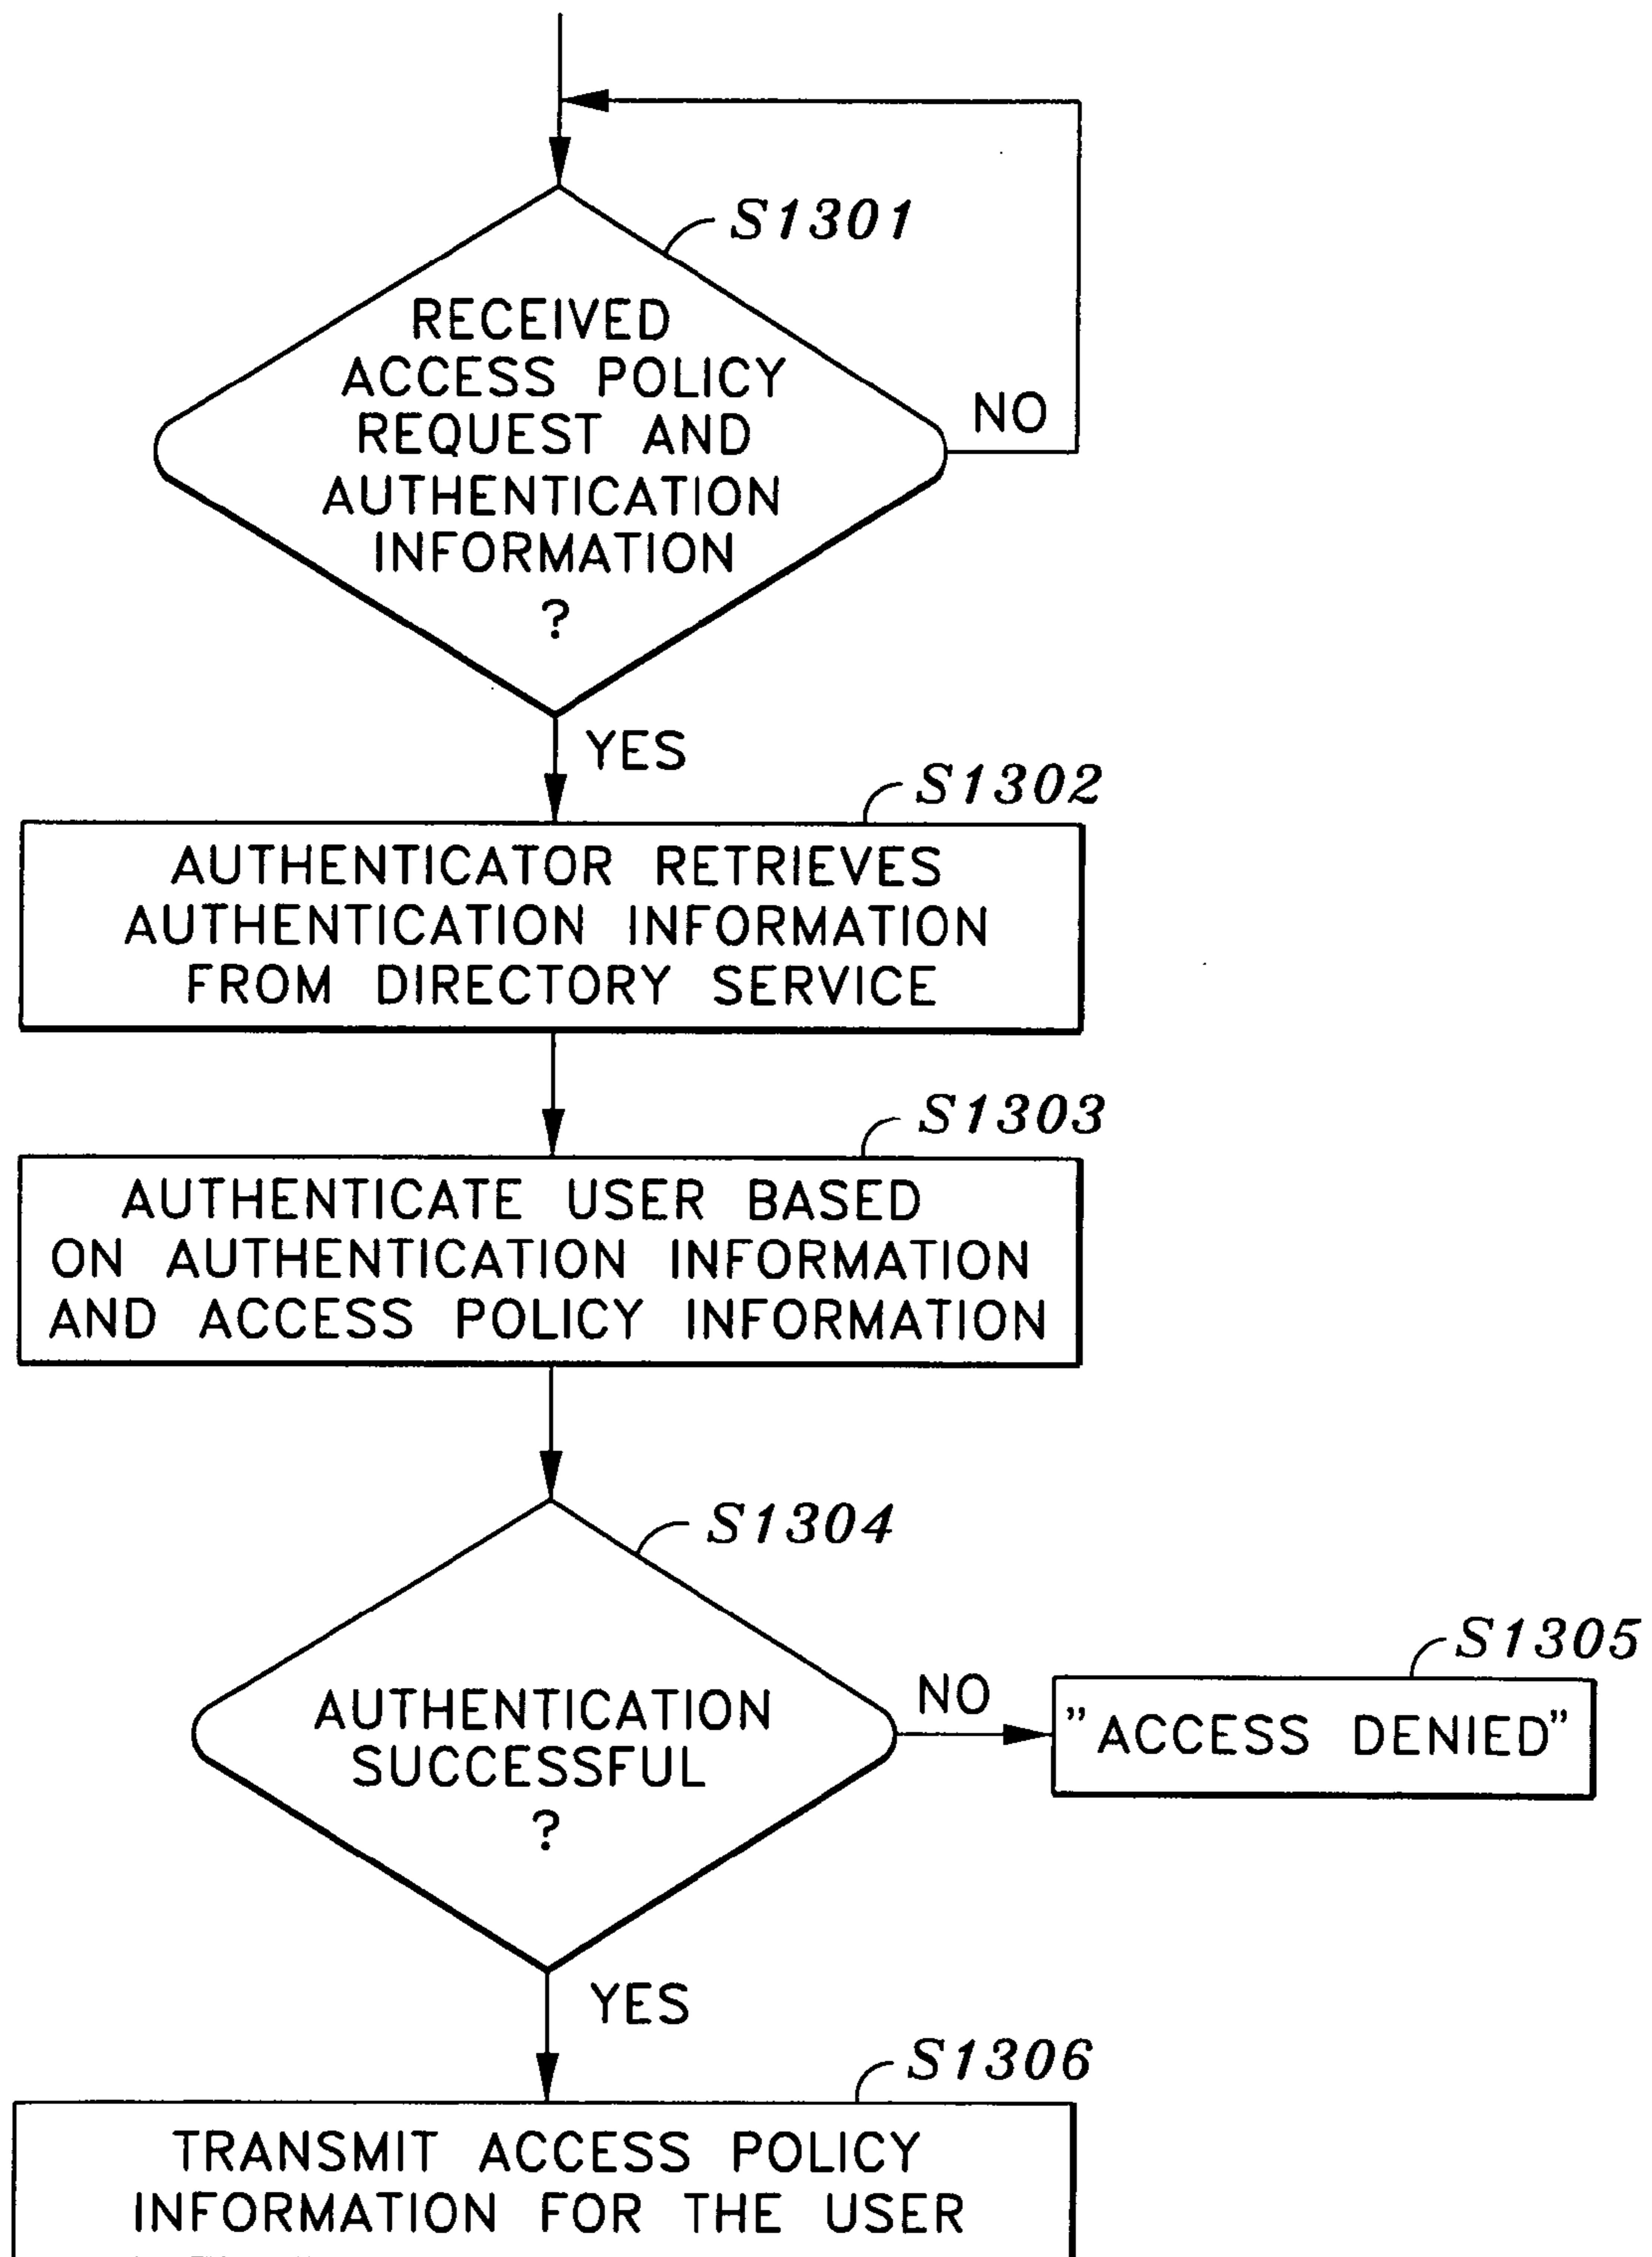 S1301
RECEIVED
ACCESS POLICY
REQUEST AND
AUTHENTICATION
INFORMATION
?
NO
YES
S1302
AUTHENTICATOR RETRIEVES
AUTHENTICATION INFORMATION
FROM DIRECTORY SERVICE
S1303
AUTHENTICATE USER BASED
ON AUTHENTICATION INFORMATION
AND ACCESS POLICY INFORMATION
S1304
AUTHENTICATION
SUCCESSFUL
?
NO
S1305
"ACCESS DENIED"
YES
S1306
TRANSMIT ACCESS POLICY
INFORMATION FOR THE USER